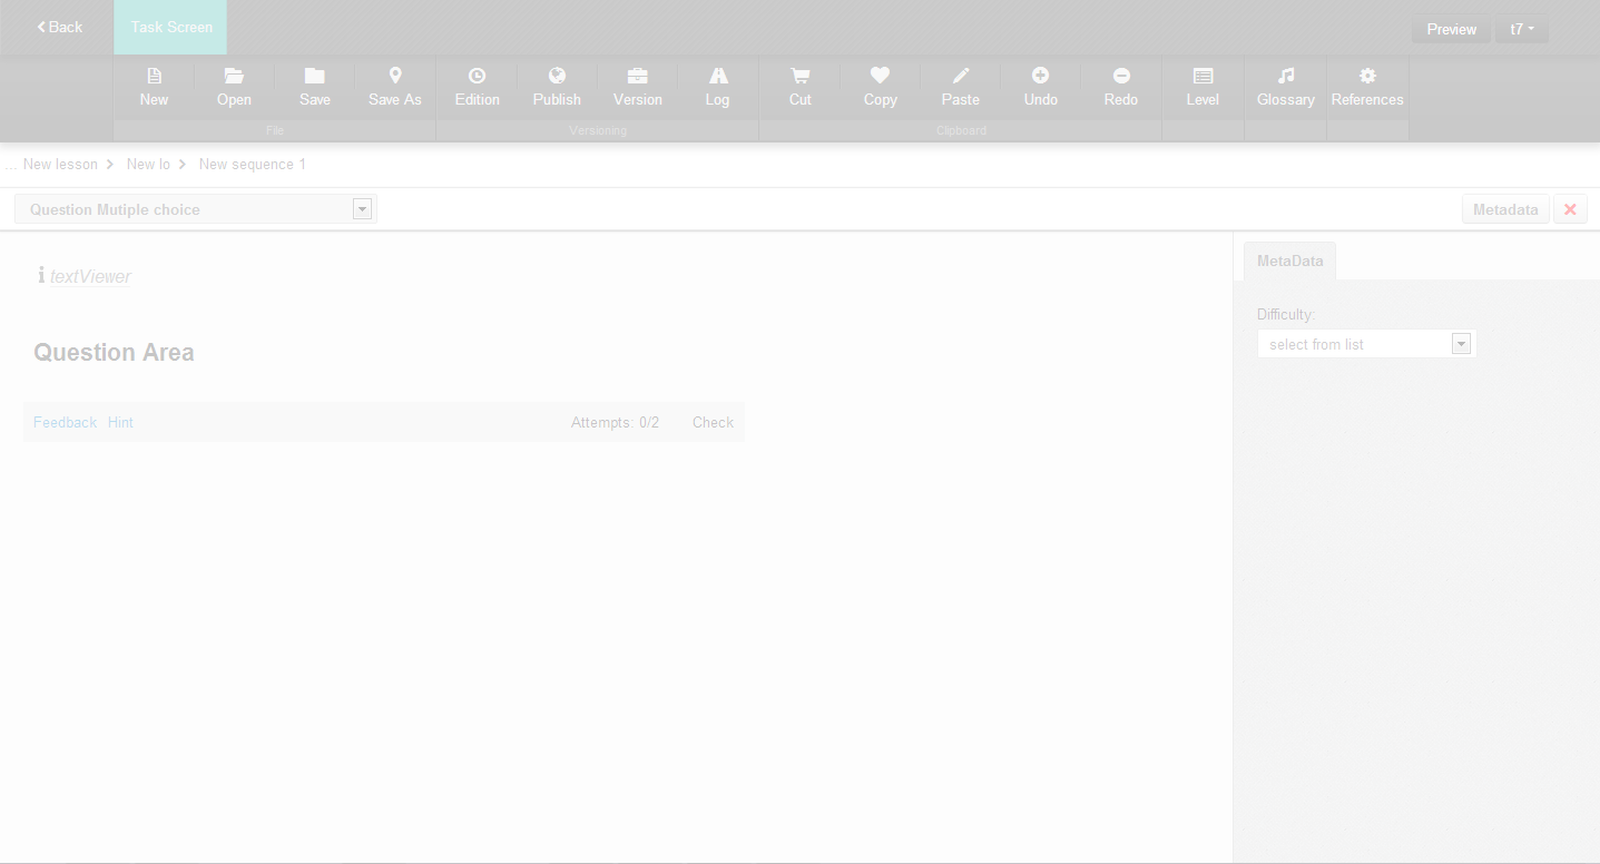 Back Task Screen Preview t7
New Open Save Save As Edition Publish Version Log Cut Copy Paste Undo Redo Level Glossary References
File Versioning Clipboard
... New lesson New lo New sequence 1
Question Mutiple choice Metadata
textViewer
MetaData
Difficulty:
select from list
Question Area
Feedback Hint Attempts: 0/2 Check